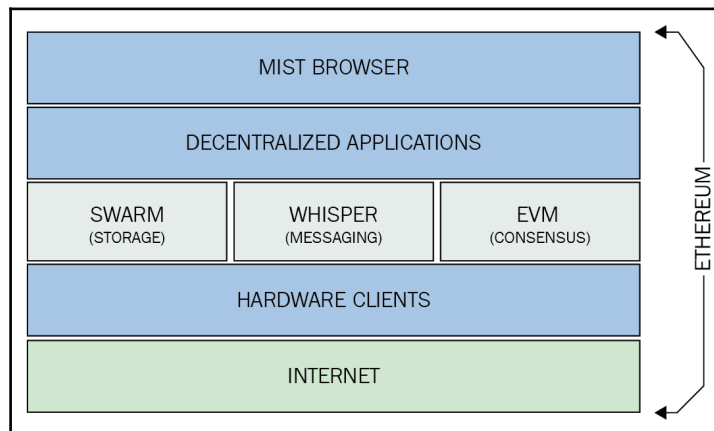 MIST BROWSER
DECENTRALIZED APPLICATIONS
SWARM
(STORAGE)
WHISPER
(MESSAGING)
EVM
(CONSENSUS)
HARDWARE CLIENTS
INTERNET
ETHEREUM